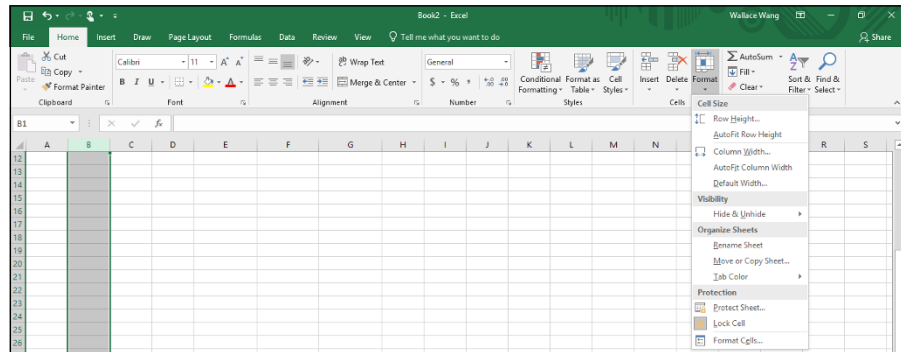 Book2 - Excel
Wallace Wang
File Home Insert Draw Page Layout Formulas Data Review View Tell me what you want to do Share
Paste
Cut
Copy
Format Painter
Clipboard
Calibri 11
B I U
Font
Wrap Text
Merge & Center
Alignment
General
$ % ,
Number
Conditional Formatting
Format as Table
Cell Styles
Styles
Insert Delete Format
Cells
AutoSum
Fill
Clear
Sort & Filter
Find & Select
B1 fx
A B C D E F G H I J K L M N R S
12
13
14
15
16
17
18
19
20
21
22
23
24
25
26
Cell Size
Row Height...
AutoFit Row Height
Column Width...
AutoFit Column Width
Default Width...
Visibility
Hide & Unhide
Organize Sheets
Rename Sheet
Move or Copy Sheet...
Tab Color
Protection
Protect Sheet...
Lock Cell
Format Cells...